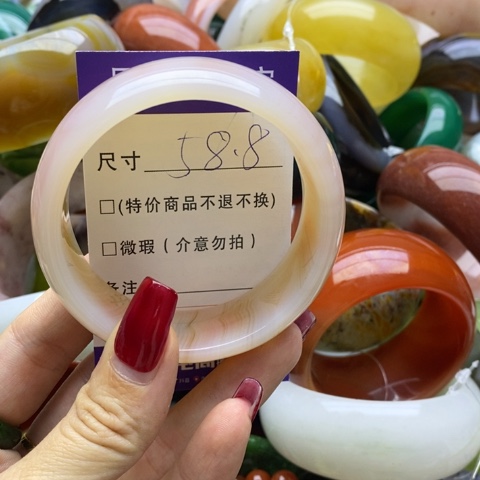 尺寸 58.8
□(特价商品不退不换)
□微瑕(介意勿拍)
备注